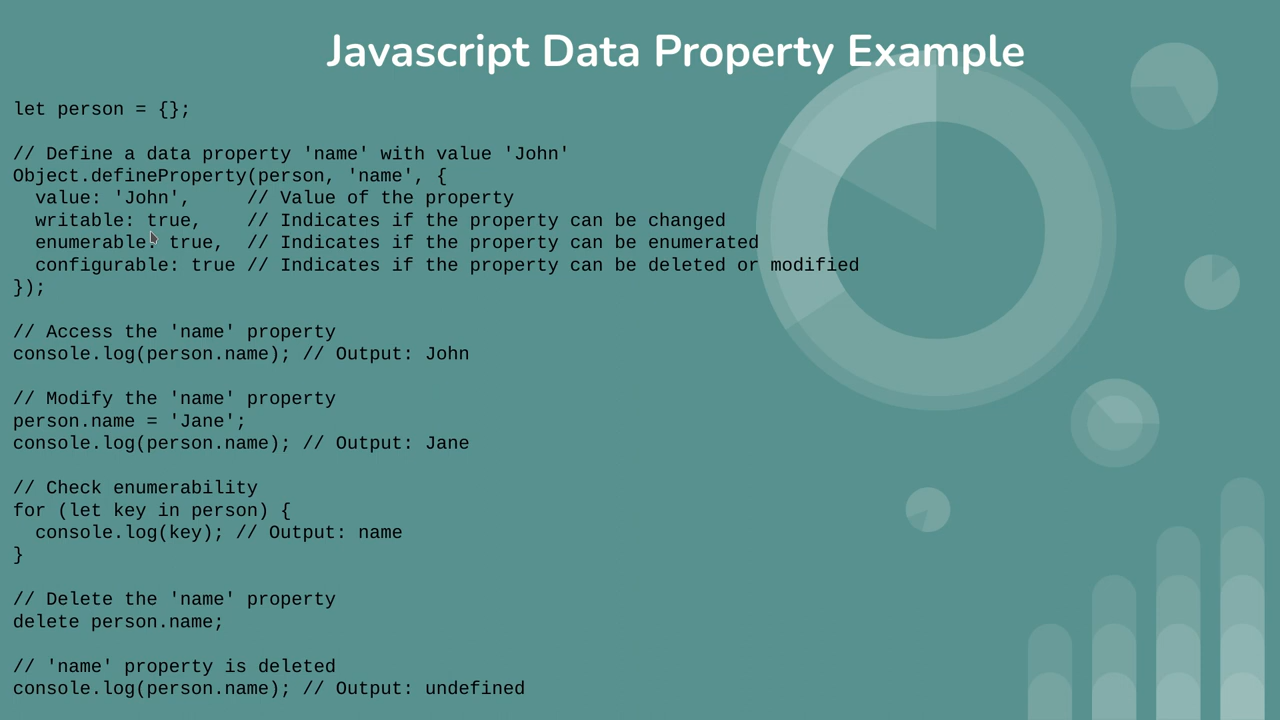 Javascript Data Property Example
let person = {};
// Define a data property 'name' with value 'John'
Object.defineProperty(person, 'name', {
  value: 'John',     // Value of the property
  writable: true,    // Indicates if the property can be changed
  enumerable: true,  // Indicates if the property can be enumerated
  configurable: true // Indicates if the property can be deleted or modified
});
// Access the 'name' property
console.log(person.name); // Output: John
// Modify the 'name' property
person.name = 'Jane';
console.log(person.name); // Output: Jane
// Check enumerability
for (let key in person) {
  console.log(key); // Output: name
}
// Delete the 'name' property
delete person.name;
// 'name' property is deleted
console.log(person.name); // Output: undefined